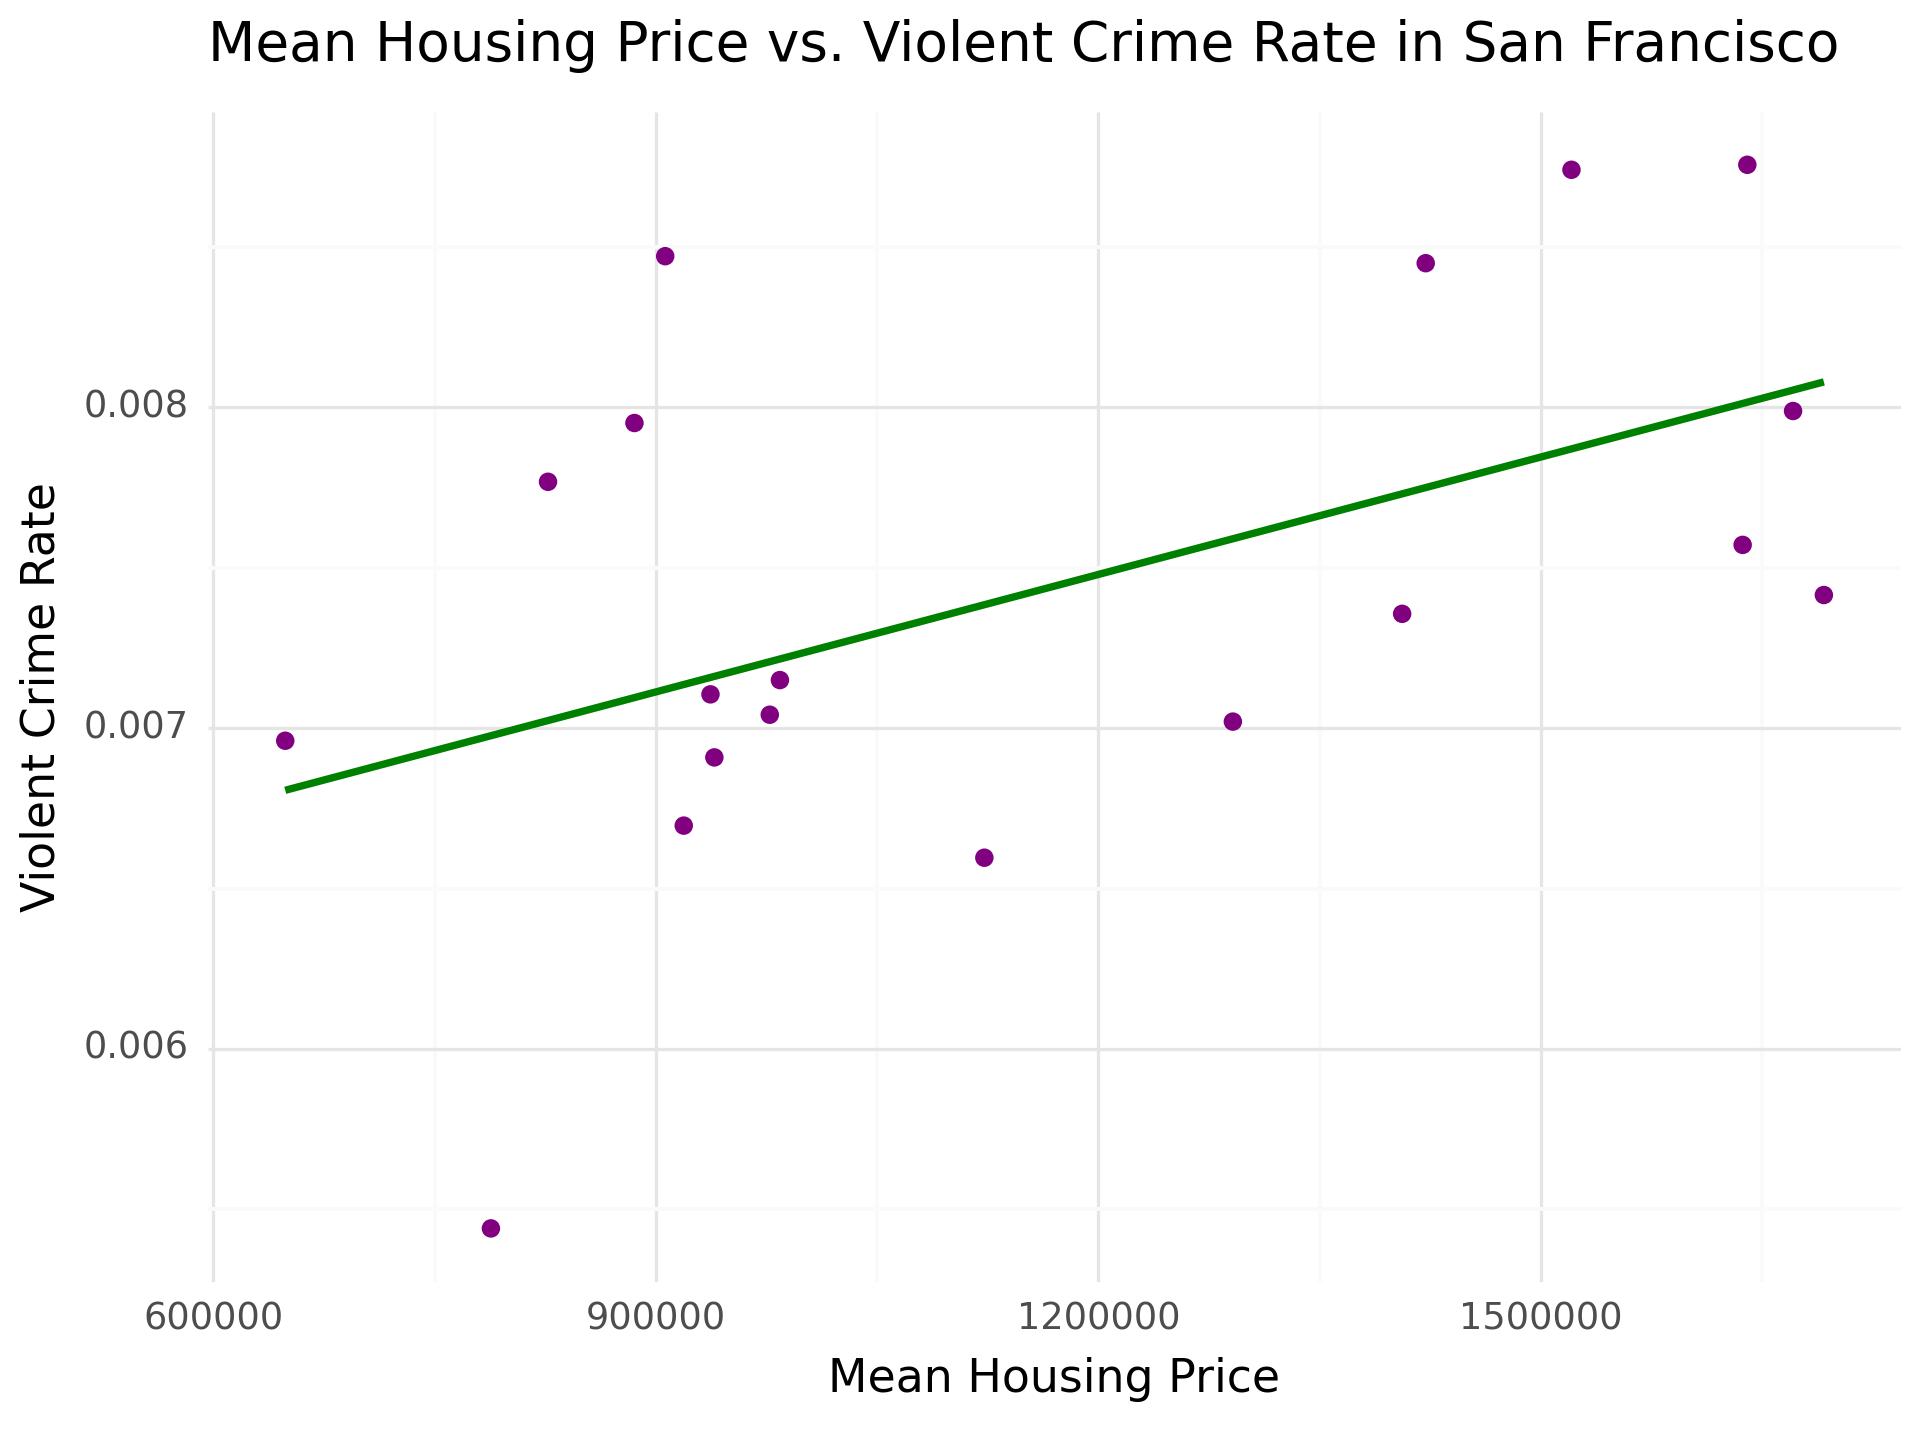 Mean Housing Price vs. Violent Crime Rate in San Francisco
Violent Crime Rate
0.008
0.007
0.006
600000 900000 1200000 1500000
Mean Housing Price